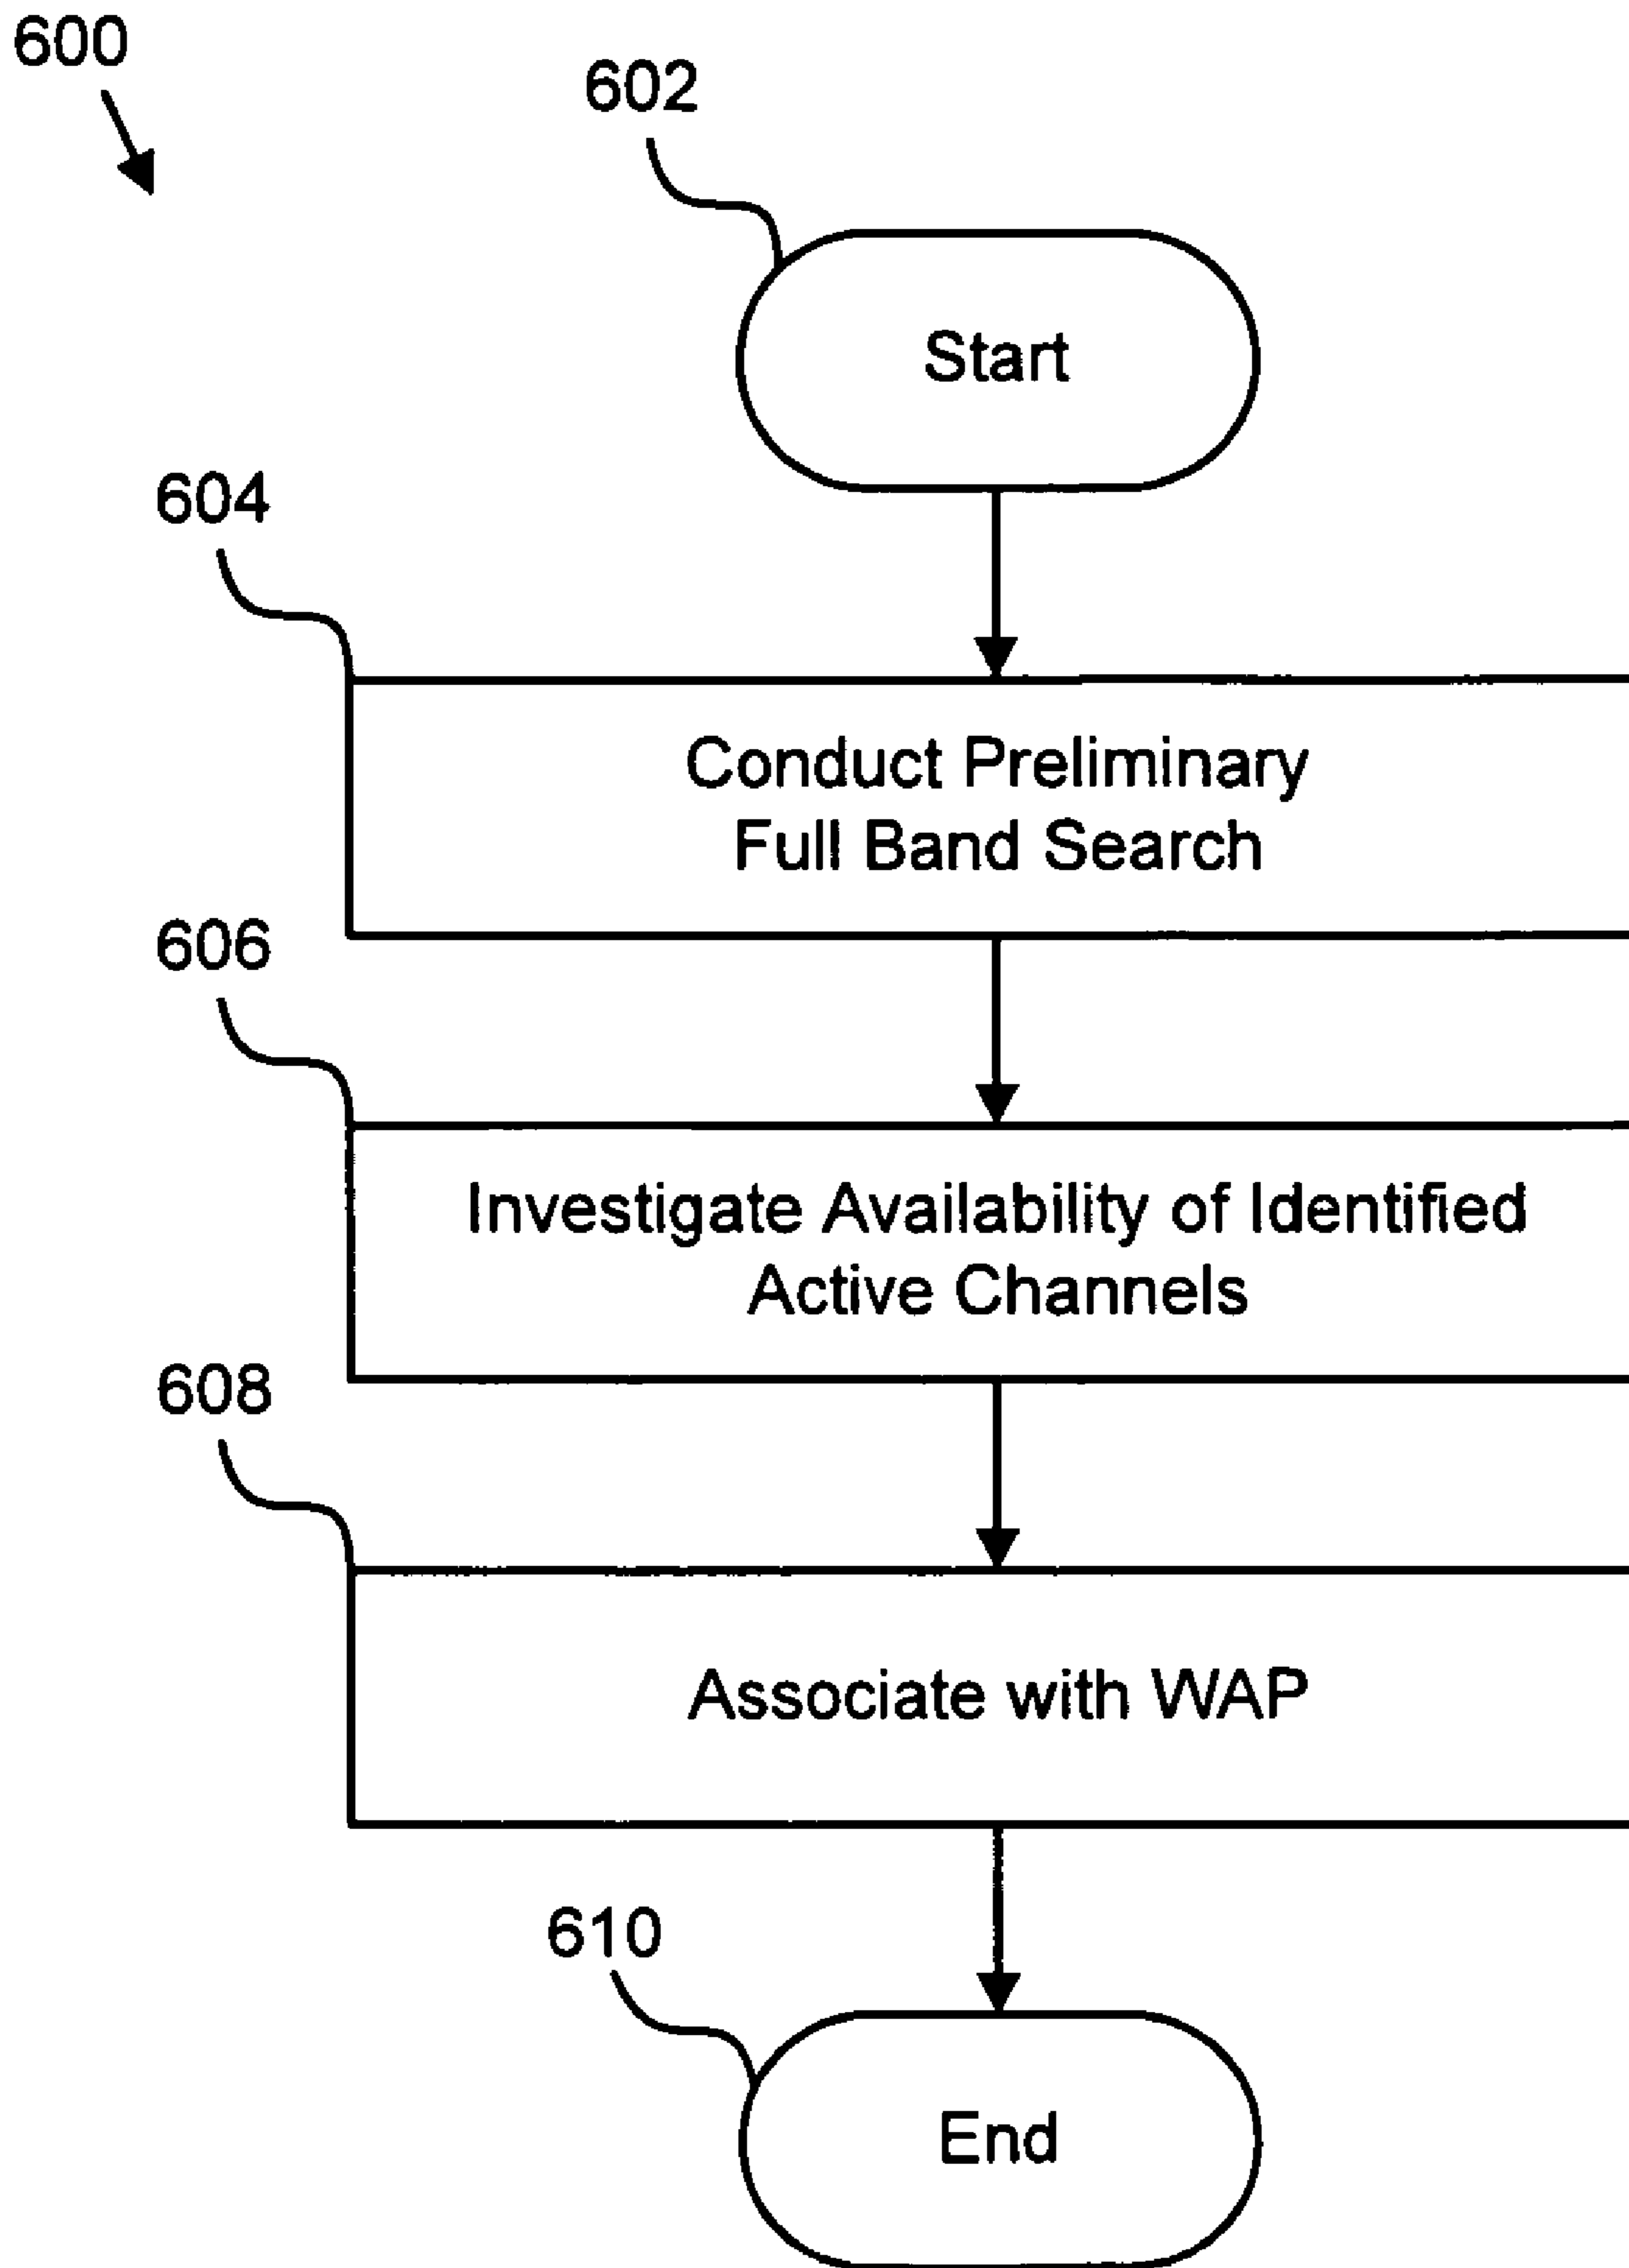 600
602
Start
604
Conduct Preliminary
Full Band Search
606
Investigate Availability of Identified
Active Channels
608
Associate with WAP
610
End